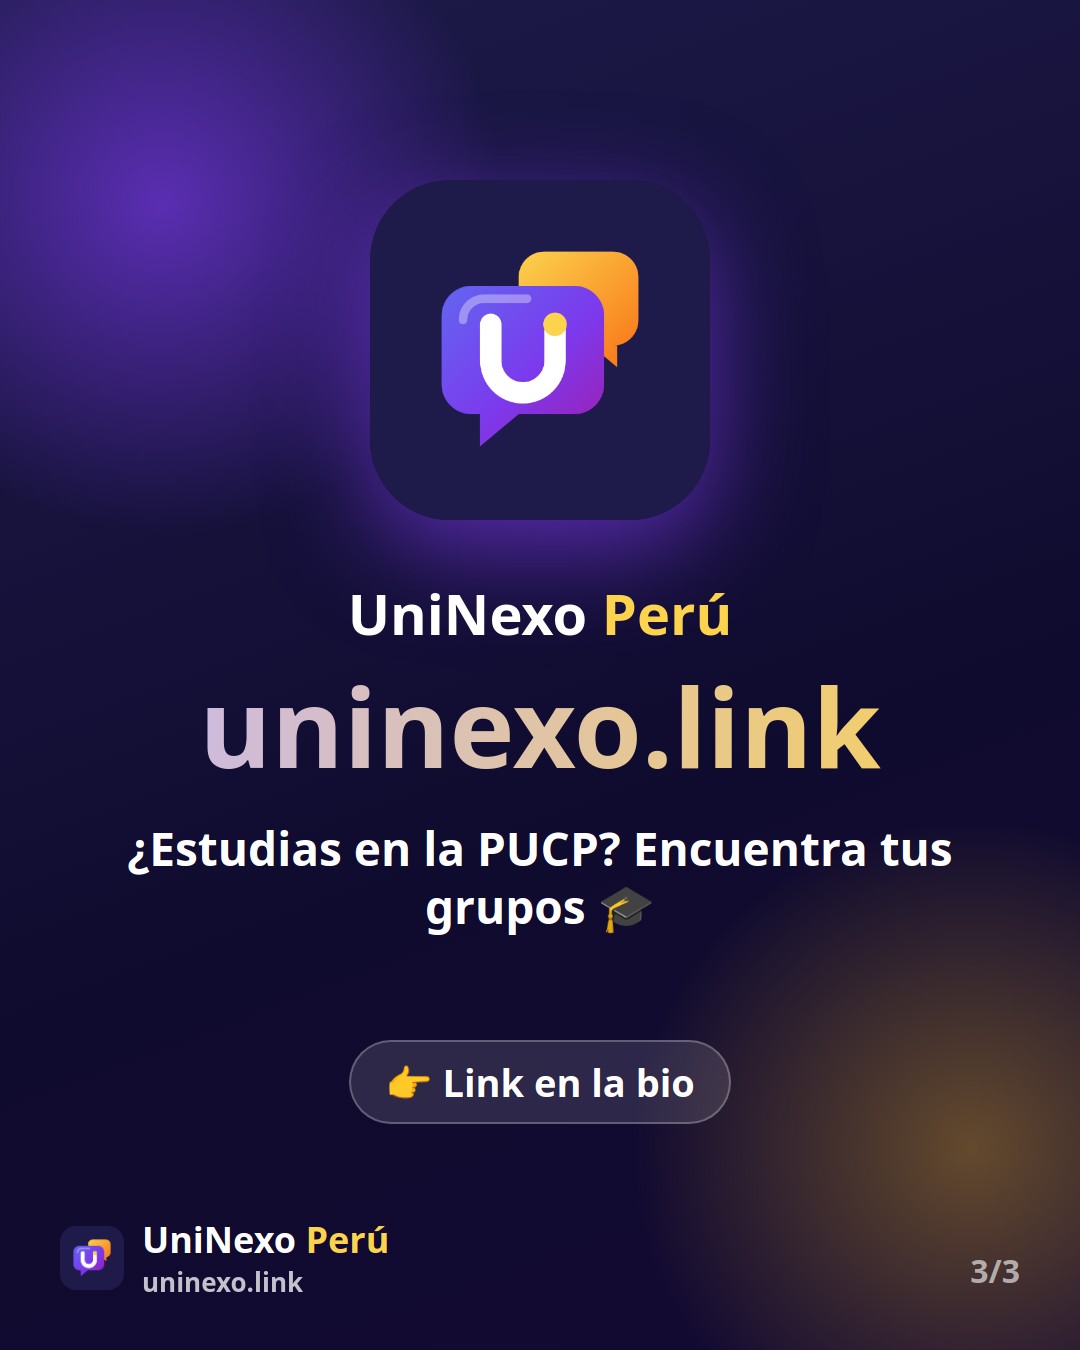 U
UniNexo Perú
uninexo.link
¿Estudias en la PUCP? Encuentra tus
grupos 🎓
👉 Link en la bio
U
UniNexo Perú
uninexo.link
3/3